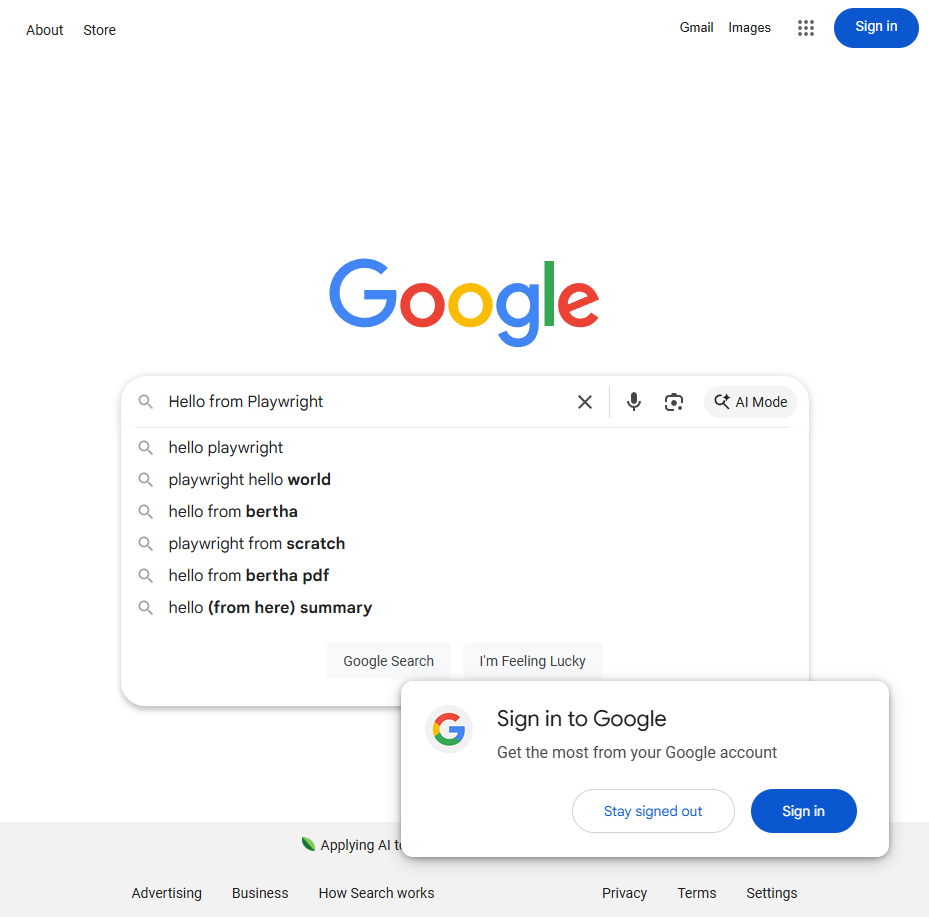 About Store Gmail Images Sign in
Google
Hello from Playwright AI Mode
hello playwright
playwright hello world
hello from bertha
playwright from scratch
hello from bertha pdf
hello (from here) summary
Google Search I'm Feeling Lucky
Sign in to Google
Get the most from your Google account
Stay signed out Sign in
Applying AI
Advertising Business How Search works Privacy Terms Settings